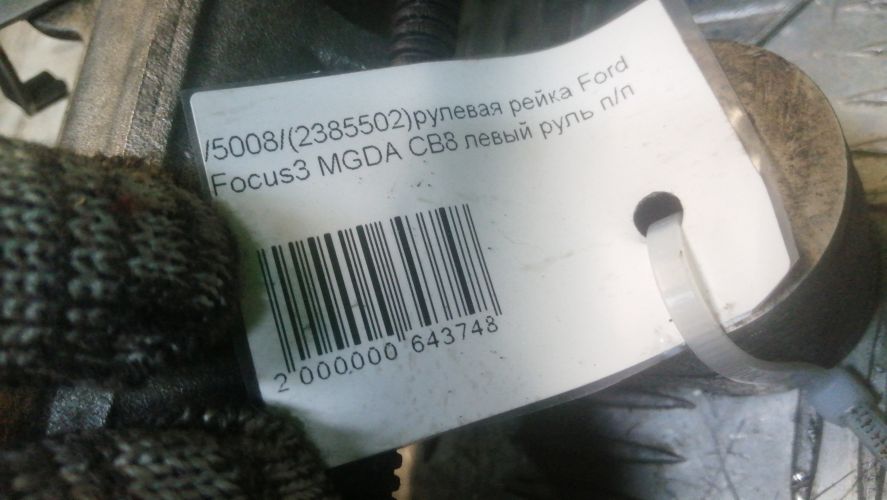 /5008/(2385502)рулевая рейка Ford
Focus3 MGDA CB8 левый руль п/п
2 000000 643748